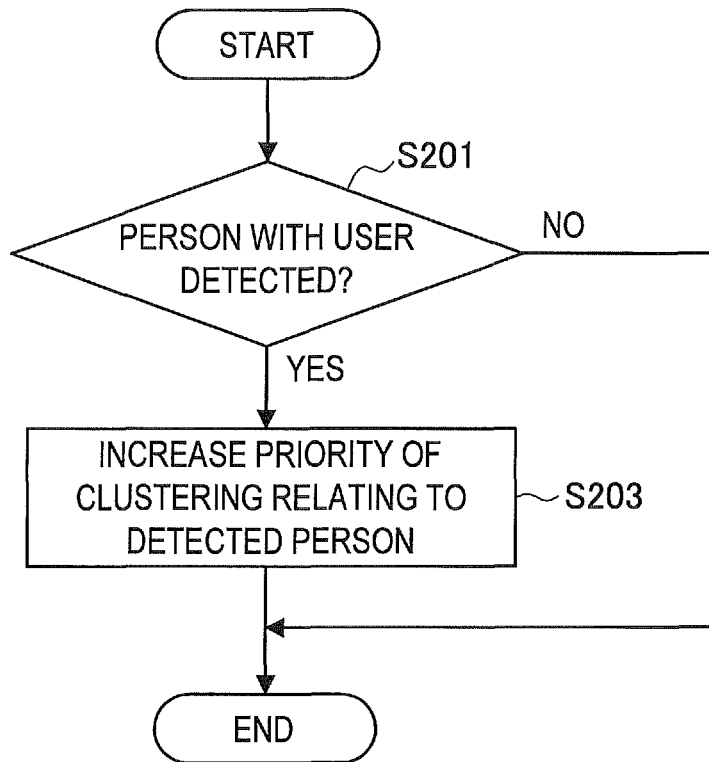 START
S201
PERSON WITH USER
DETECTED?
NO
YES
INCREASE PRIORITY OF
CLUSTERING RELATING TO
DETECTED PERSON
S203
END